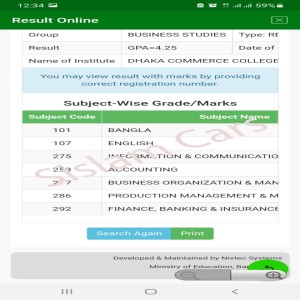 12:34
59%
Result Online
Group BUSINESS STUDIES Type: RE
Result GPA=4.25 Date of
Name of Institute DHAKA COMMERCE COLLEGE
You may view result with marks by providing
correct registration number.
Subject-Wise Grade/Marks
Subject Code Subject Name
101 BANGLA
107 ENGLISH
275 INFORMATION & COMMUNICATIO
253 ACCOUNTING
277 BUSINESS ORGANIZATION & MAN
286 PRODUCTION MANAGEMENT & M
292 FINANCE, BANKING & INSURANCE
Srslam Cars
Search Again Print
Developed & Maintained by Nixtec Systems
Ministry of Education, Ban